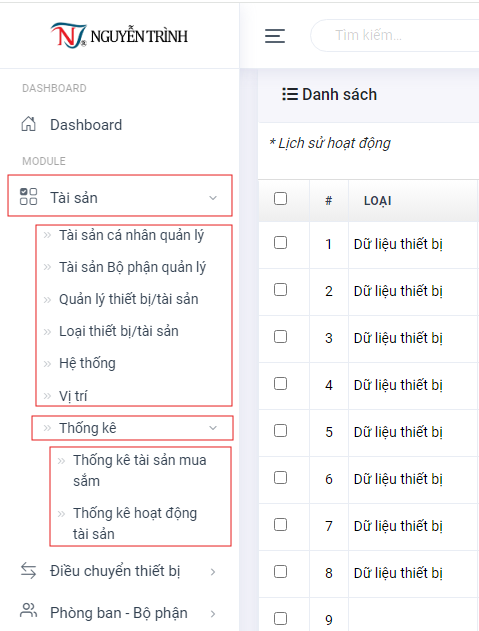 NT® NGUYỄN TRÌNH
Tìm kiếm...
DASHBOARD
Dashboard
MODULE
Tài sản
Tài sản cá nhân quản lý
Tài sản Bộ phận quản lý
Quản lý thiết bị/tài sản
Loại thiết bị/tài sản
Hệ thống
Vị trí
Thống kê
Thống kê tài sản mua
sắm
Thống kê hoạt động
tài sản
Điều chuyển thiết bị
Phòng ban - Bộ phận
Danh sách
* Lịch sử hoạt động
# LOẠI
1 Dữ liệu thiết bị
2 Dữ liệu thiết bị
3 Dữ liệu thiết bị
4 Dữ liệu thiết bị
5 Dữ liệu thiết bị
6 Dữ liệu thiết bị
7 Dữ liệu thiết bị
8 Dữ liệu thiết bị
9